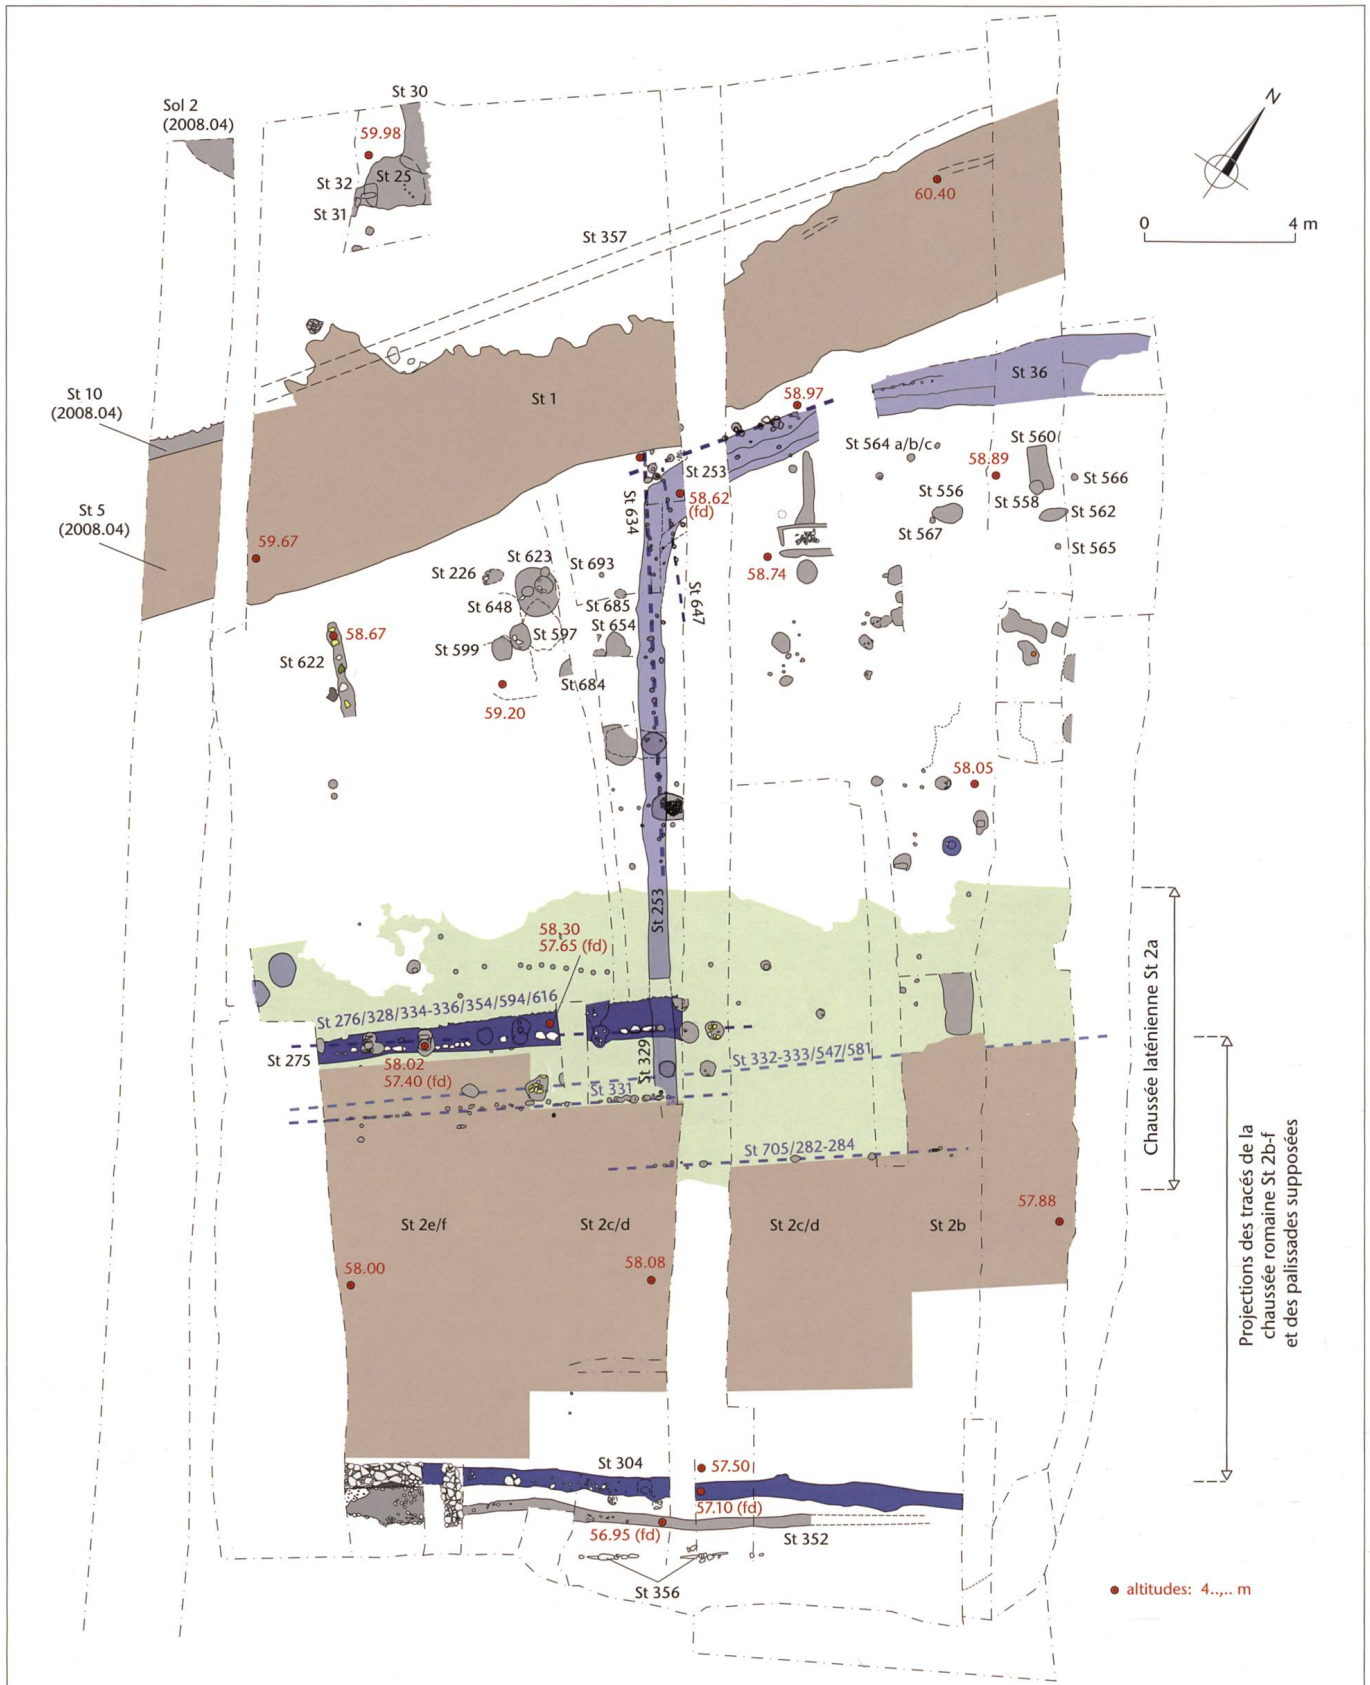 St 30
Sol 2
(2008.04)
59.98
N
St 32
St 25
St 31
60.40
0 4 m
St 357
St 36
St 10
(2008.04)
St 1
58.97
St 564 a/b/c
St 560
58.89
St 253
St 566
St 634
58.62
(fd)
St 556
St 558
St 562
St 5
(2008.04)
St 567
59.67
St 565
St 623
St 693
58.74
St 226
St 647
St 648
St 685
58.67
St 597
St 654
St 599
St 622
St 684
59.20
58.05
St 253
58.30
57.65 (fd)
Chaussée laténienne St 2a
St 276/328/334-336/354/594/616
St 275
St 329
St 332-333/547/581
58.02
57.40 (fd)
St 331
St 705/282-284
57.88
St 2e/f
St 2c/d
St 2c/d
St 2b
58.00
58.08
Projections des tracés de la
chaussée romaine St 2b-f
et des palissades supposées
St 304
57.50
57.10 (fd)
56.95 (fd)
St 352
St 356
altitudes: 4..,.. m